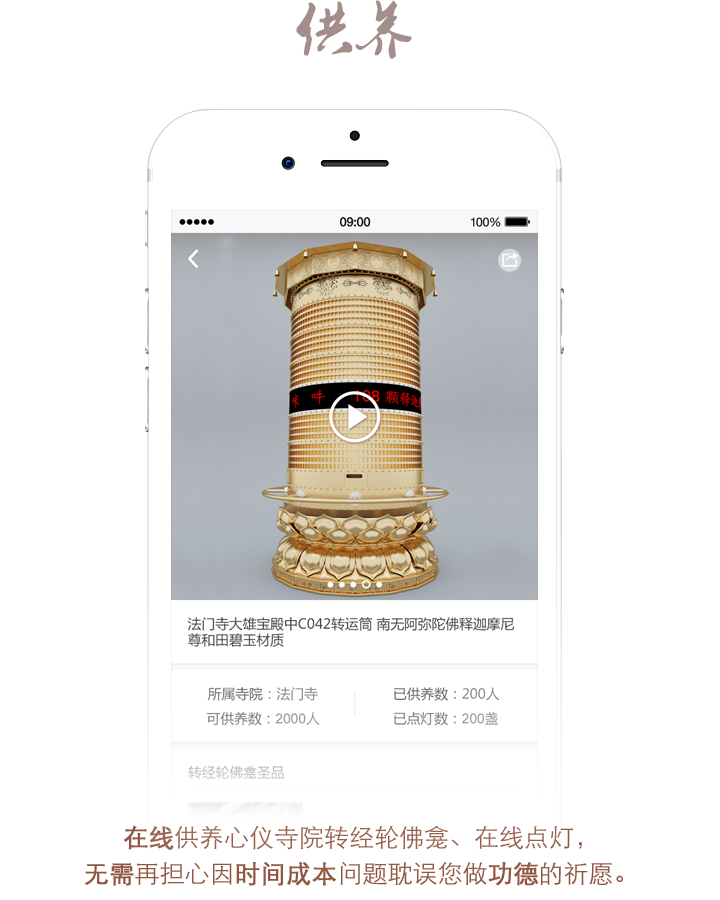 供养
09:00 100%
咔 吽 108 颗释迦
法门寺大雄宝殿中C042转运筒 南无阿弥陀佛释迦摩尼
尊和田碧玉材质
所属寺院：法门寺 已供养数：200人
可供养数：2000人 已点灯数：200盏
转经轮佛龛圣品
在线供养心仪寺院转经轮佛龛、在线点灯，
无需再担心因时间成本问题耽误您做功德的祈愿。